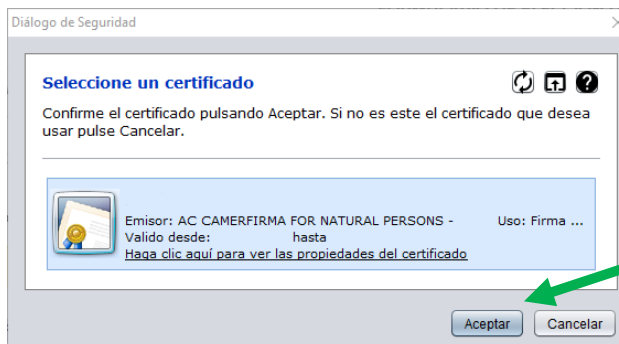 Diálogo de Seguridad
Seleccione un certificado
Confirme el certificado pulsando Aceptar. Si no es este el certificado que desea
usar pulse Cancelar.
Emisor: AC CAMERFIRMA FOR NATURAL PERSONS - Uso: Firma ...
Valido desde: hasta
Haga clic aquí para ver las propiedades del certificado
Aceptar Cancelar